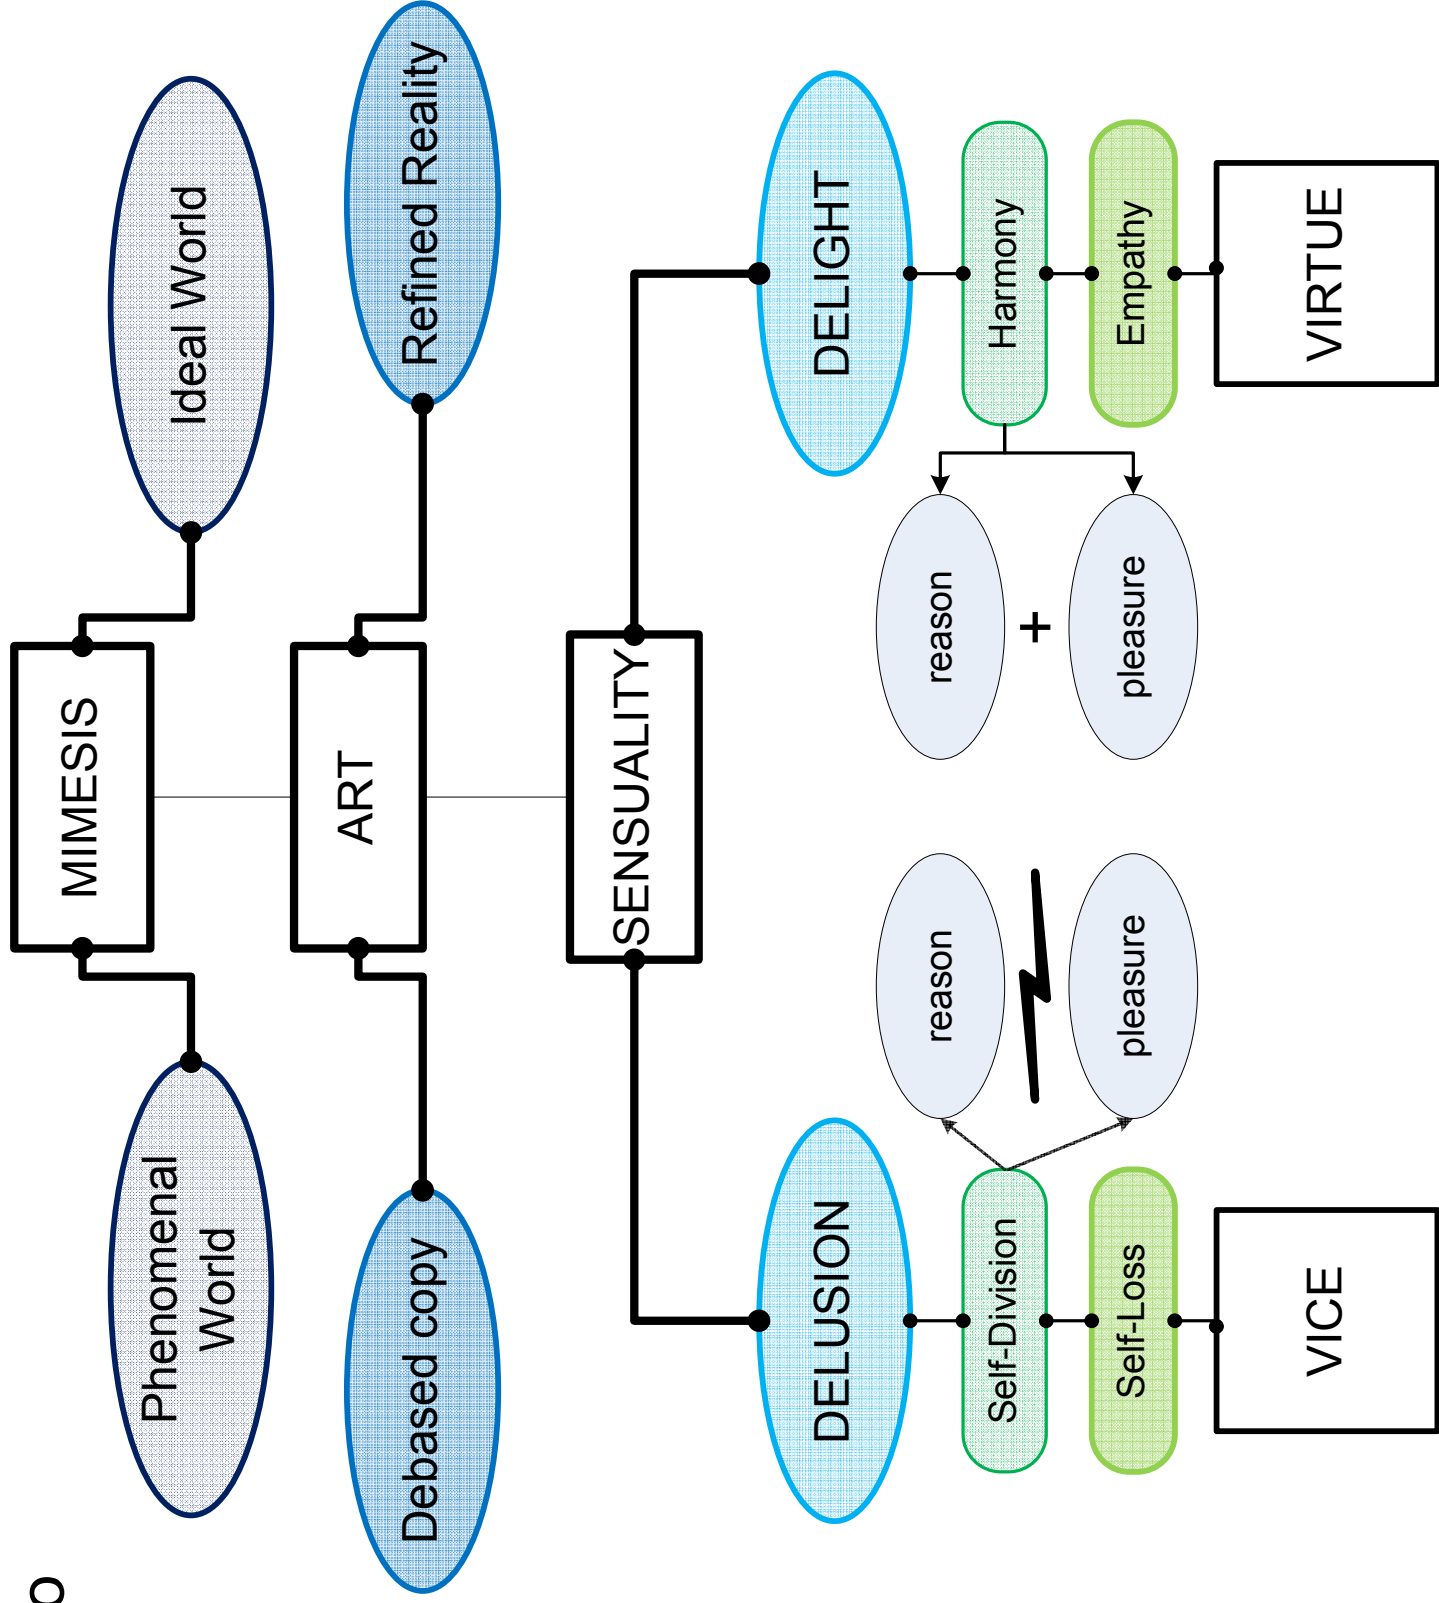 MIMESIS
Phenomenal
World
Ideal World
ART
Debased copy
Refined Reality
SENSUALITY
DELUSION
DELIGHT
reason
reason
Self-Division
Harmony
+
pleasure
pleasure
Self-Loss
Empathy
VICE
VIRTUE